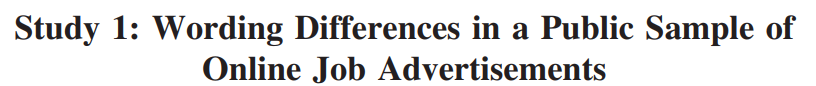 Study 1: Wording Differences in a Public Sample of
Online Job Advertisements